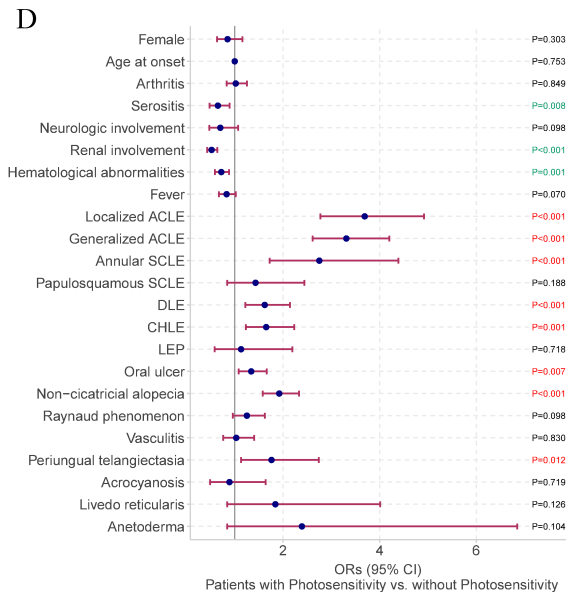 D
Female P=0.303
Age at onset P=0.753
Arthritis P=0.849
Serositis P=0.008
Neurologic involvement P=0.098
Renal involvement P<0.001
Hematological abnormalities P=0.001
Fever P=0.070
Localized ACLE P<0.001
Generalized ACLE P<0.001
Annular SCLE P<0.001
Papulosquamous SCLE P=0.188
DLE P<0.001
CHLE P=0.001
LEP P=0.718
Oral ulcer P=0.007
Non−cicatricial alopecia P<0.001
Raynaud phenomenon P=0.098
Vasculitis P=0.830
Periungual telangiectasia P=0.012
Acrocyanosis P=0.719
Livedo reticularis P=0.126
Anetoderma P=0.104
2 4 6
ORs (95% CI)
Patients with Photosensitivity vs. without Photosensitivity